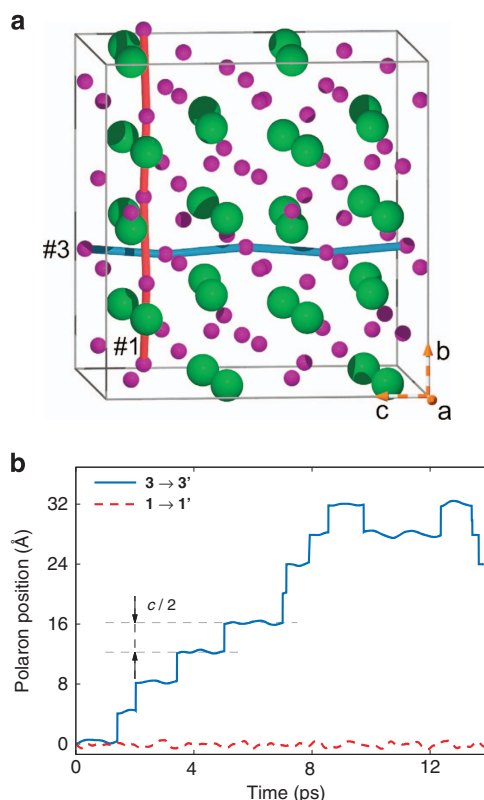 a
#3
#1
b
c
a
b
32
24
16
8
0
3 → 3'
1 → 1'
c / 2
Polaron position (Å)
0
4
8
12
Time (ps)